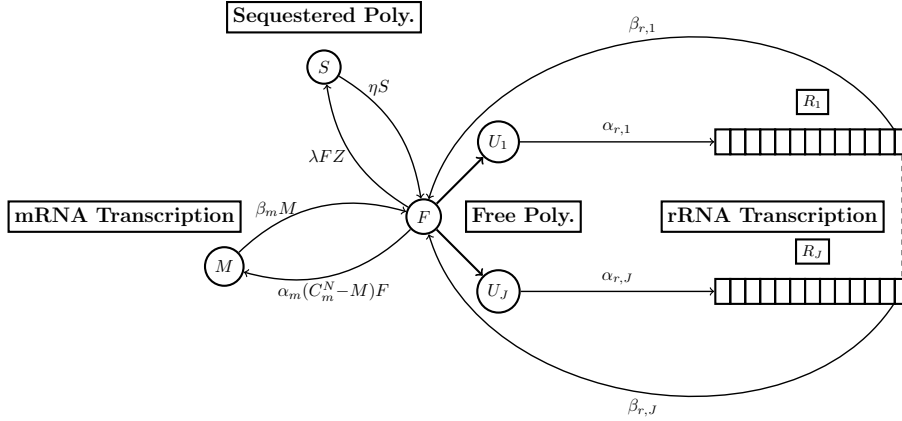 Sequestered Poly.
β_{r,1}
S
ηS
R_1
U_1
α_{r,1}
λFZ
mRNA Transcription
β_m M
F
Free Poly.
rRNA Transcription
M
R_J
α_m(C_m^N−M)F
U_J
α_{r,J}
β_{r,J}